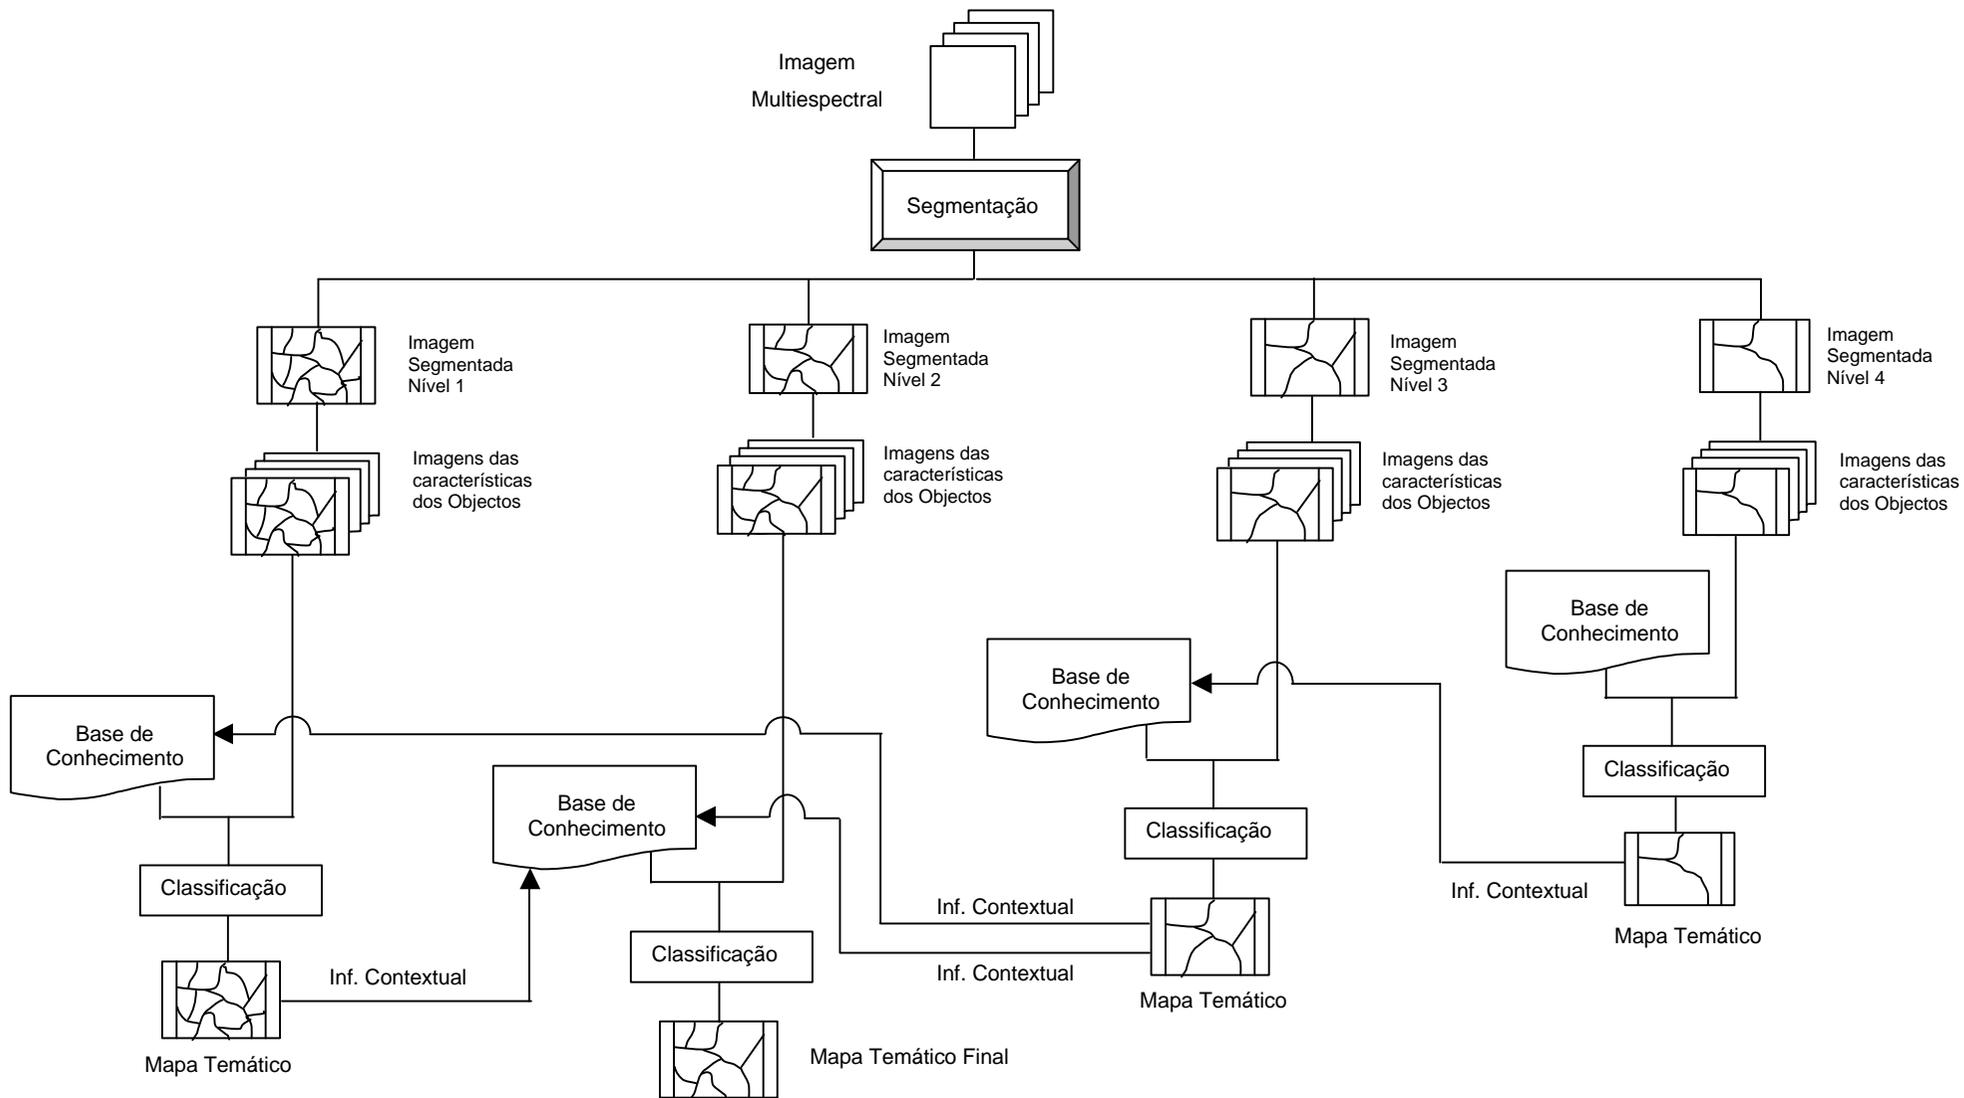 Imagem
Multiespectral
Segmentação
Imagem
Segmentada
Nível 1
Imagem
Segmentada
Nível 2
Imagem
Segmentada
Nível 3
Imagem
Segmentada
Nível 4
Imagens das
características
dos Objectos
Imagens das
características
dos Objectos
Imagens das
características
dos Objectos
Imagens das
características
dos Objectos
Base de
Conhecimento
Base de
Conhecimento
Base de
Conhecimento
Base de
Conhecimento
Classificação
Classificação
Classificação
Classificação
Inf. Contextual
Inf. Contextual
Inf. Contextual
Inf. Contextual
Mapa Temático
Mapa Temático
Mapa Temático
Mapa Temático Final